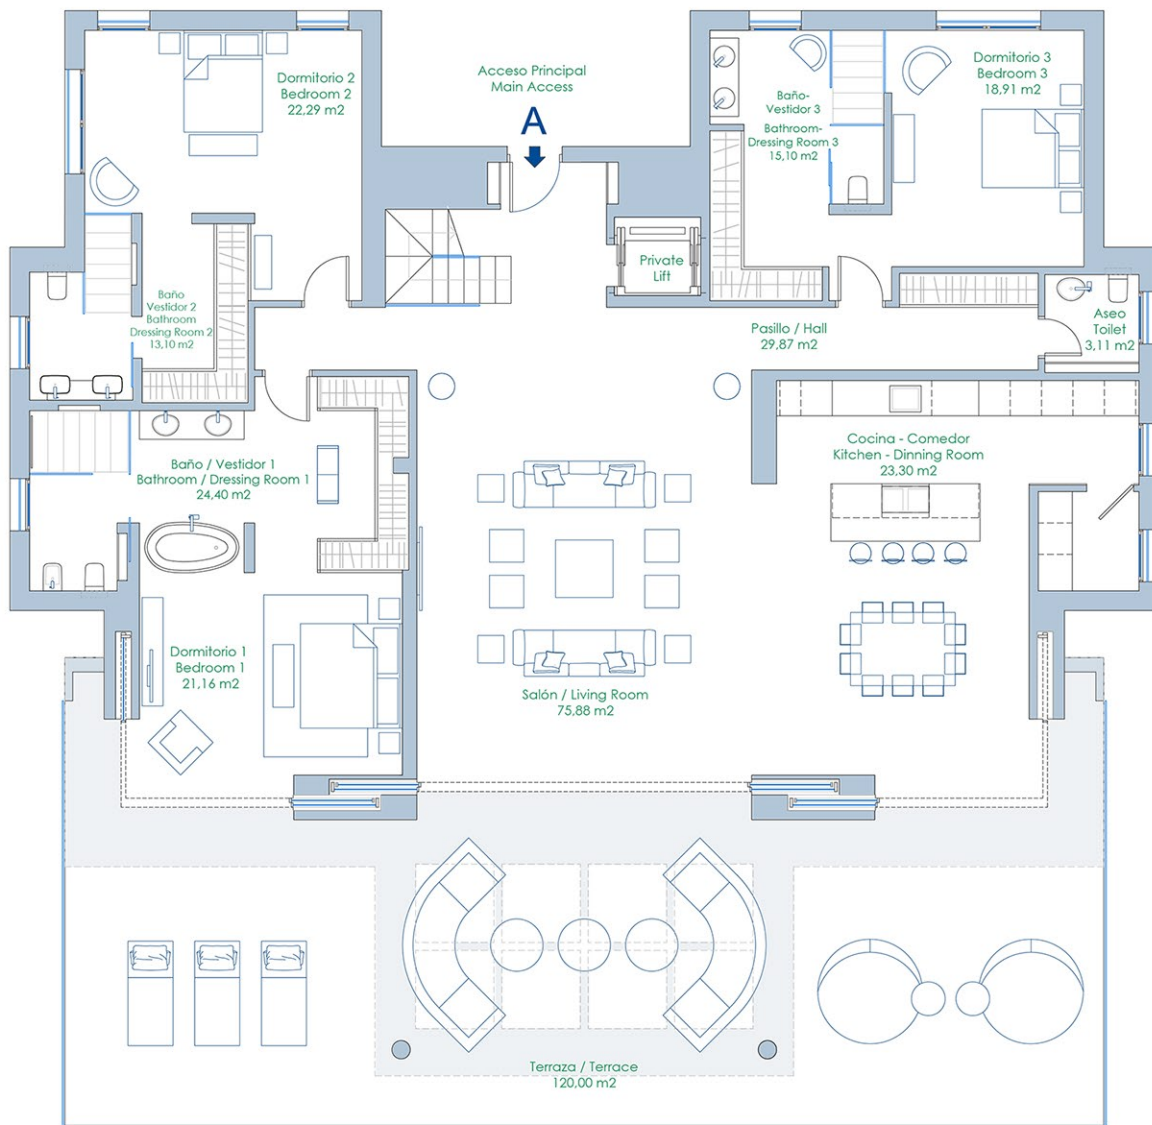 Acceso Principal
Main Access
A
Dormitorio 2
Bedroom 2
22,29 m2
Dormitorio 3
Bedroom 3
18,91 m2
Baño-
Vestidor 3
Bathroom-
Dressing Room 3
15,10 m2
Private
Lift
Baño
Vestidor 2
Bathroom
Dressing Room 2
13,10 m2
Pasillo / Hall
29,87 m2
Aseo
Toilet
3,11 m2
Baño / Vestidor 1
Bathroom / Dressing Room 1
24,40 m2
Cocina - Comedor
Kitchen - Dinning Room
23,30 m2
Dormitorio 1
Bedroom 1
21,16 m2
Salón / Living Room
75,88 m2
Terraza / Terrace
120,00 m2